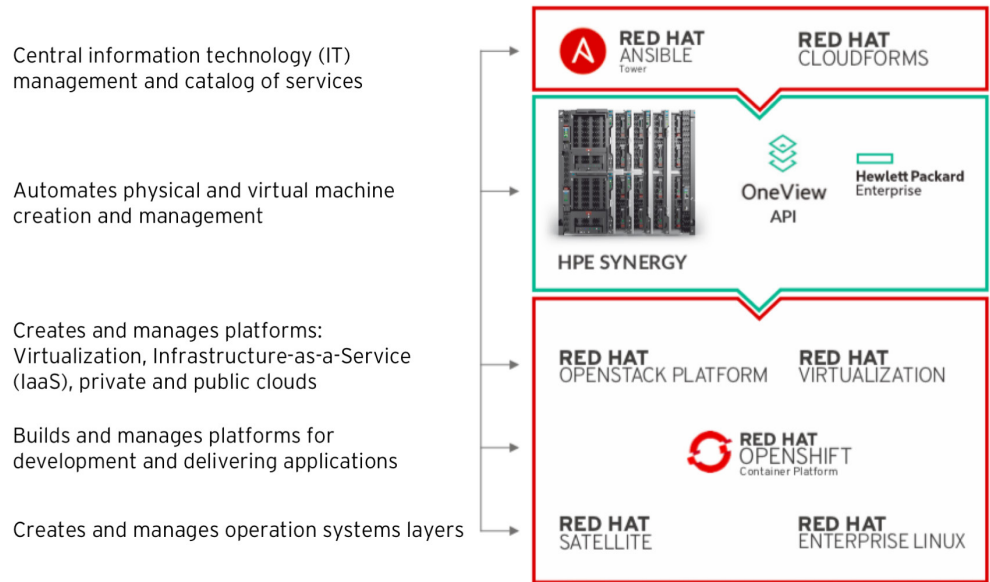 Central information technology (IT)
management and catalog of services
RED HAT
ANSIBLE
Tower
RED HAT
CLOUDFORMS
Automates physical and virtual machine
creation and management
HPE SYNERGY
OneView
API
Hewlett Packard
Enterprise
Creates and manages platforms:
Virtualization, Infrastructure-as-a-Service
(IaaS), private and public clouds
RED HAT
OPENSTACK PLATFORM
RED HAT
VIRTUALIZATION
Builds and manages platforms for
development and delivering applications
RED HAT
OPENSHIFT
Container Platform
Creates and manages operation systems layers
RED HAT
SATELLITE
RED HAT
ENTERPRISE LINUX